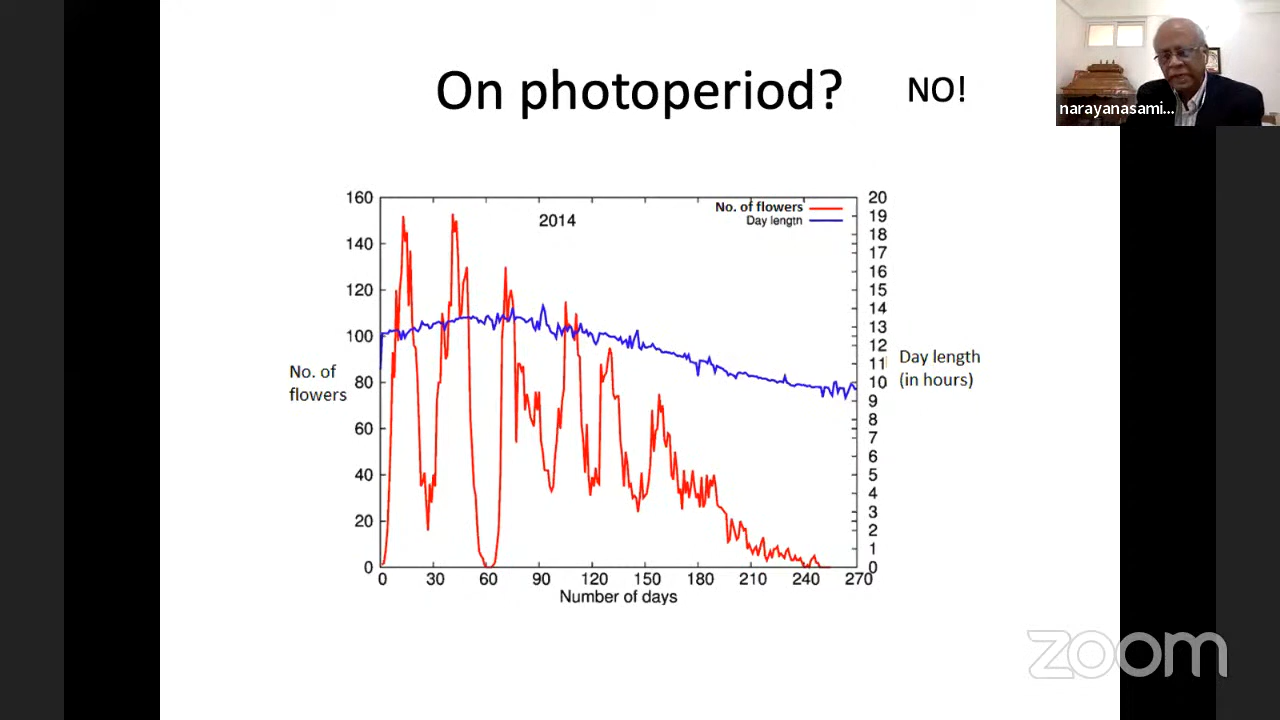 On photoperiod? NO!
narayanasami...
160
140
120
100
80
60
40
20
0
No. of
flowers
2014
No. of flowers
Day length
20
19
18
17
16
15
14
13
12
11
10
9
8
7
6
5
4
3
2
1
0
Day length
(in hours)
0 30 60 90 120 150 180 210 240 270
Number of days
zoom